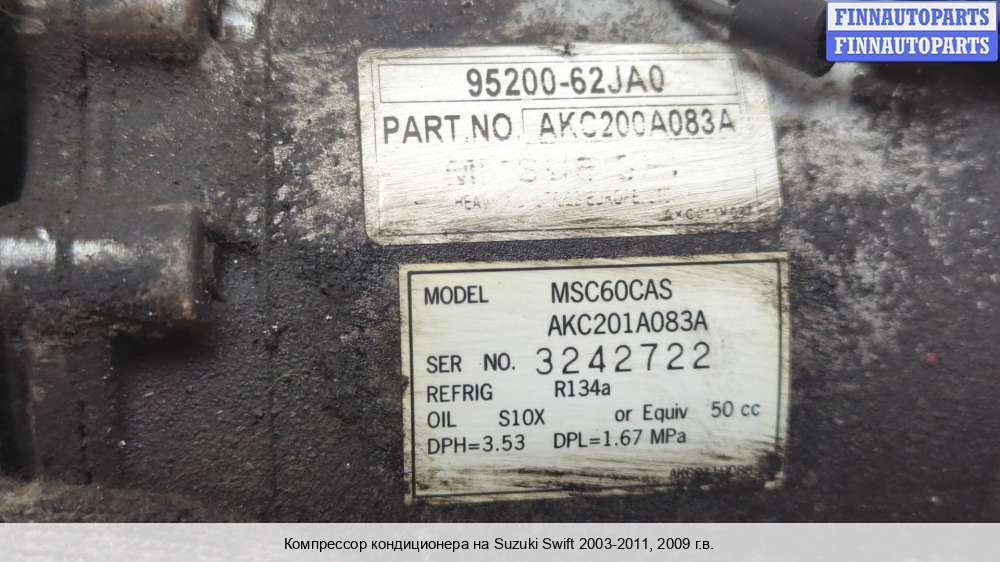 FINNAUTOPARTS
FINNAUTOPARTS
95200-62JA0
PART.NO. AKC200A083A
MODEL MSC60CAS
AKC201A083A
SER NO. 3242722
REFRIG R134a
OIL S10X or Equiv 50 cc
DPH=3.53 DPL=1.67 MPa
Компрессор кондиционера на Suzuki Swift 2003-2011, 2009 г.в.